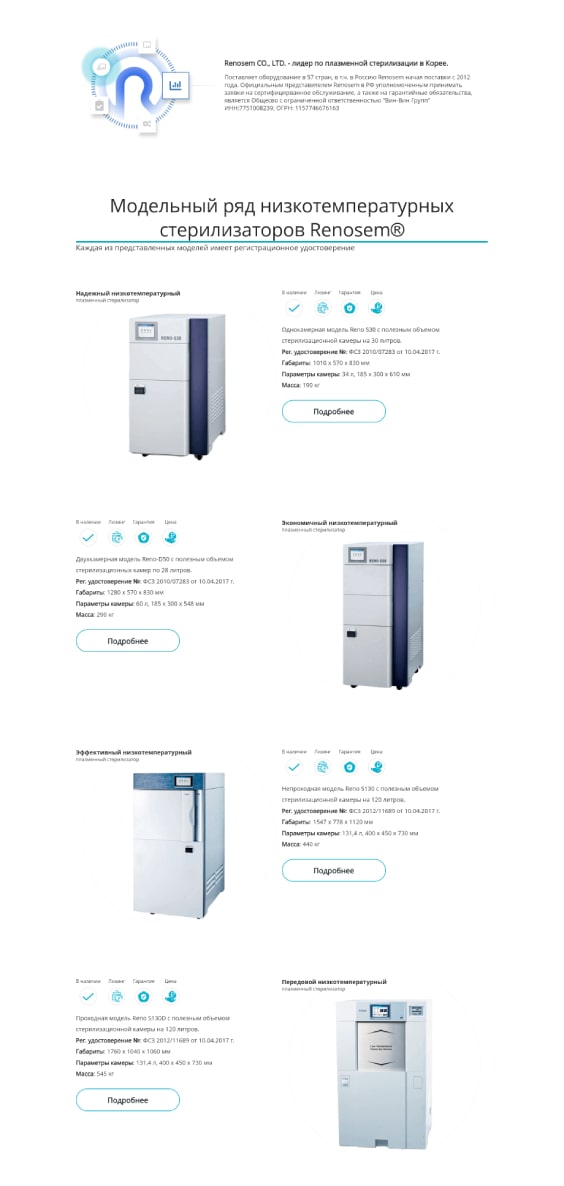 Renosem CO., LTD. - лидер по плазменной стерилизации в Корее.
Поставляет оборудование в 57 стран, в т.ч. в Россию Renosem начал поставки с 2012
года. Официальным представителем Renosem в РФ уполномоченным принимать
заявки на сертифицированное обслуживание, а также на гарантийные обязательства,
является Общесво с ограниченной ответственностью "Вин-Вин Групп"
ИНН:7751008239, ОГРН: 1157746676163
Модельный ряд низкотемпературных
стерилизаторов Renosem®
Каждая из представленных моделей имеет регистрационное удостоверение
Надежный низкотемпературный
плазменный стерилизатор
RENO-S30
В наличии Лизинг Гарантия Цена
Однокамерная модель Reno S30 с полезным объемом
стерилизационной камеры на 30 литров.
Рег. удостоверение №: ФСЗ 2010/07283 от 10.04.2017 г.
Габариты: 1010 x 570 x 830 мм
Параметры камеры: 34 л, 185 x 300 x 610 мм
Масса: 190 кг
Подробнее
В наличии Лизинг Гарантия Цена
Двухкамерная модель Reno-D50 с полезным объемом
стерилизационных камер по 28 литров.
Рег. удостоверение №: ФСЗ 2010/07283 от 10.04.2017 г.
Габариты: 1280 x 570 x 830 мм
Параметры камеры: 60 л, 185 x 300 x 548 мм
Масса: 290 кг
Подробнее
Экономичный низкотемпературный
плазменный стерилизатор
Эффективный низкотемпературный
плазменный стерилизатор
В наличии Лизинг Гарантия Цена
Непроходная модель Reno S130 с полезным объемом
стерилизационной камеры на 120 литров.
Рег. удостоверение №: ФСЗ 2012/11689 от 10.04.2017 г.
Габариты: 1547 x 778 x 1120 мм
Параметры камеры: 131,4 л, 400 x 450 x 730 мм
Масса: 440 кг
Подробнее
В наличии Лизинг Гарантия Цена
Проходная модель Reno S130D с полезным объемом
стерилизационной камеры на 120 литров.
Рег. удостоверение №: ФСЗ 2012/11689 от 10.04.2017 г.
Габариты: 1760 x 1040 x 1060 мм
Параметры камеры: 131,4 л, 400 x 450 x 730 мм
Масса: 545 кг
Подробнее
Передовой низкотемпературный
плазменный стерилизатор